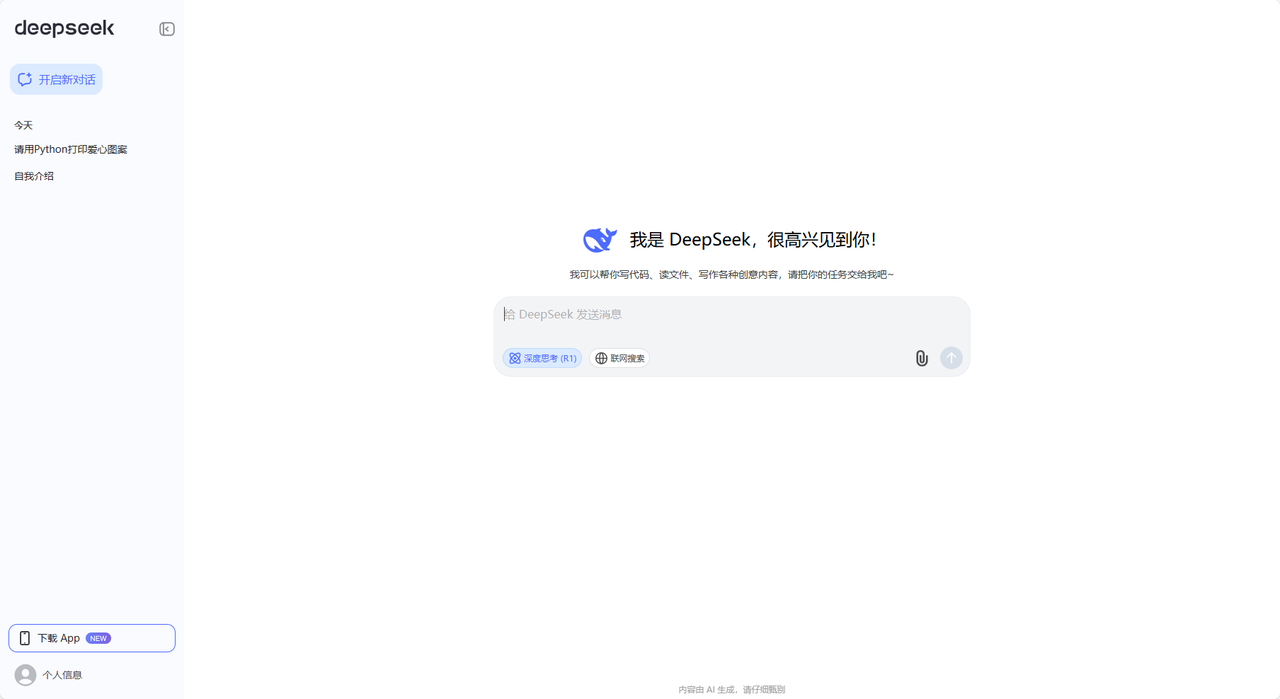 deepseek
开启新对话
今天
请用Python打印爱心图案
自我介绍
我是 DeepSeek，很高兴见到你！
我可以帮你写代码、读文件、写作各种创意内容，请把你的任务交给我吧~
给 DeepSeek 发送消息
深度思考 (R1)
联网搜索
下载 App NEW
个人信息
内容由 AI 生成，请仔细甄别